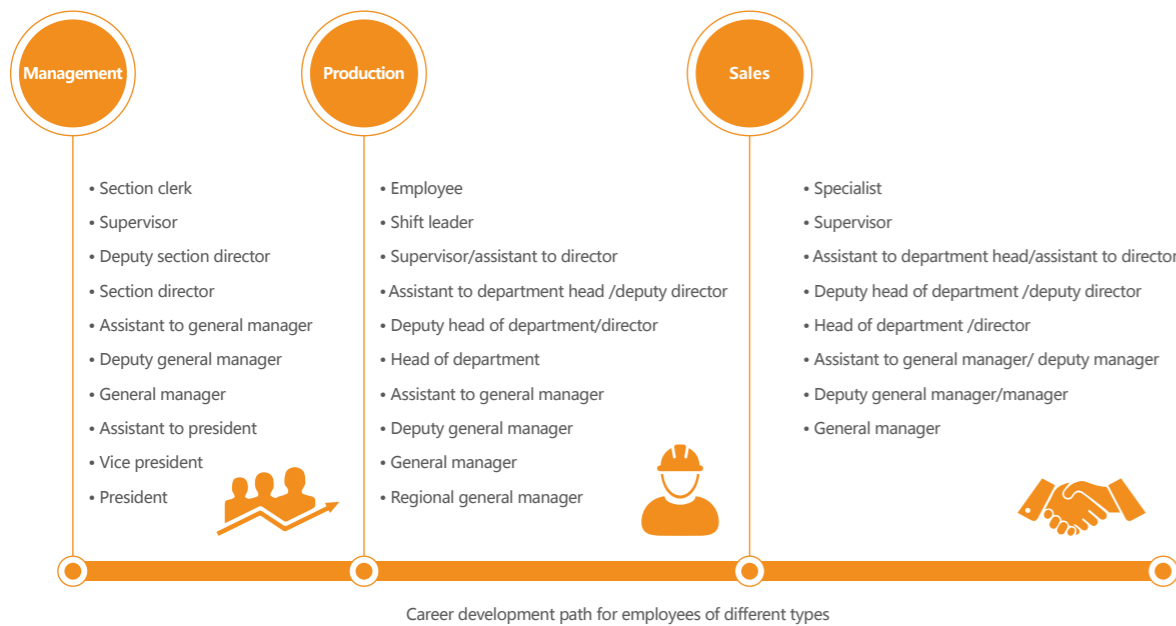 Management
• Section clerk
• Supervisor
• Deputy section director
• Section director
• Assistant to general manager
• Deputy general manager
• General manager
• Assistant to president
• Vice president
• President
Production
• Employee
• Shift leader
• Supervisor/assistant to director
• Assistant to department head /deputy director
• Deputy head of department/director
• Head of department
• Assistant to general manager
• Deputy general manager
• General manager
• Regional general manager
Sales
• Specialist
• Supervisor
• Assistant to department head/assistant to director
• Deputy head of department /deputy director
• Head of department /director
• Assistant to general manager/ deputy manager
• Deputy general manager/manager
• General manager
Career development path for employees of different types